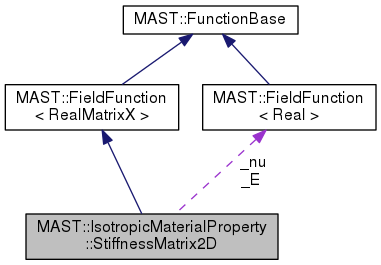 MAST::FunctionBase
MAST::FieldFunction
< RealMatrixX >
MAST::FieldFunction
< Real >
_nu
_E
MAST::IsotropicMaterialProperty
::StiffnessMatrix2D